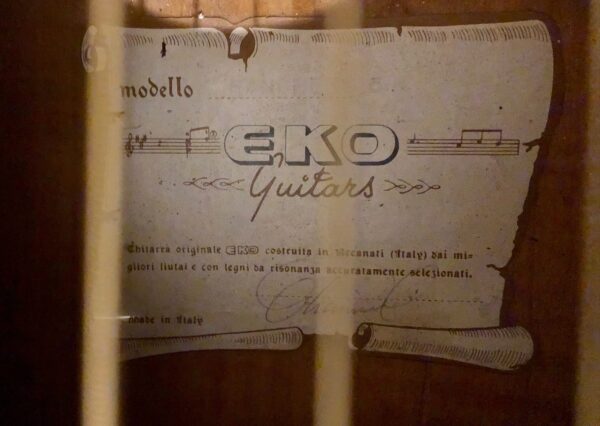 modello
EKO
Guitars
Chitarra originale EKO costruita in Recanati (Italy) dai mi=
gliori liutai e con legni da risonanza accuratamente selezionati.
made in Italy